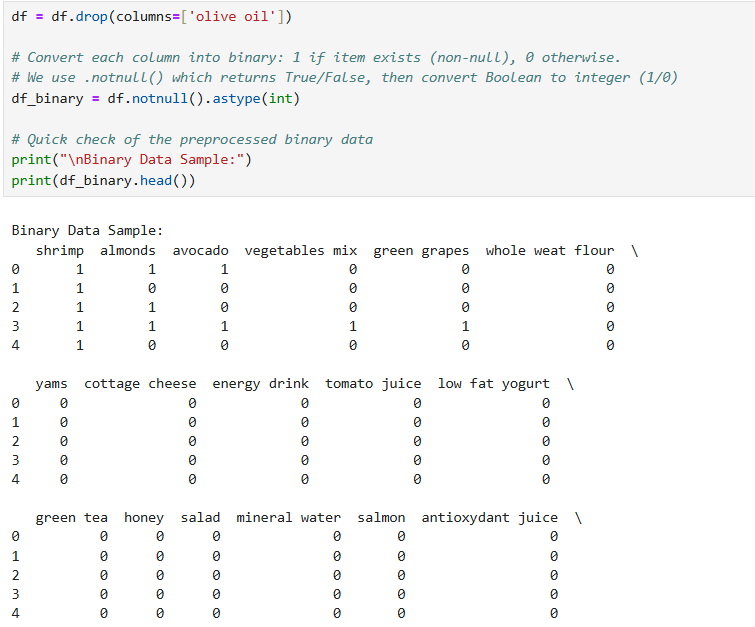 df = df.drop(columns=['olive oil'])
# Convert each column into binary: 1 if item exists (non-null), 0 otherwise.
# We use .notnull() which returns True/False, then convert Boolean to integer (1/0)
df_binary = df.notnull().astype(int)
# Quick check of the preprocessed binary data
print("\nBinary Data Sample:")
print(df_binary.head())
Binary Data Sample:
   shrimp  almonds  avocado  vegetables mix  green grapes  whole weat flour  \
0       1        1        1               0             0                 0
1       1        0        0               0             0                 0
2       1        1        0               0             0                 0
3       1        1        1               1             1                 0
4       1        0        0               0             0                 0
   yams  cottage cheese  energy drink  tomato juice  low fat yogurt  \
0     0               0             0             0               0
1     0               0             0             0               0
2     0               0             0             0               0
3     0               0             0             0               0
4     0               0             0             0               0
   green tea  honey  salad  mineral water  salmon  antioxydant juice  \
0          0      0      0              0       0                  0
1          0      0      0              0       0                  0
2          0      0      0              0       0                  0
3          0      0      0              0       0                  0
4          0      0      0              0       0                  0